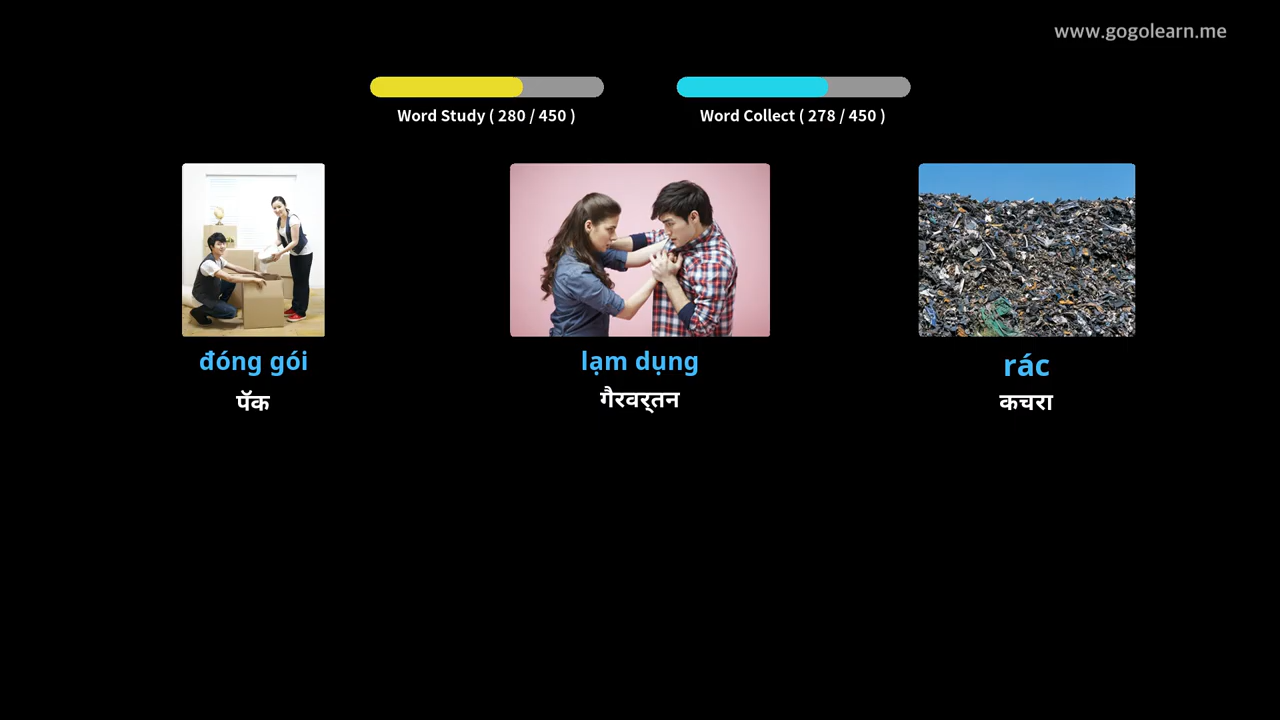 www.gogolearn.me
Word Study ( 280 / 450 )
Word Collect ( 278 / 450 )
đóng gói
lạm dụng
rác
पॅक
गैरवर्तन
कचरा